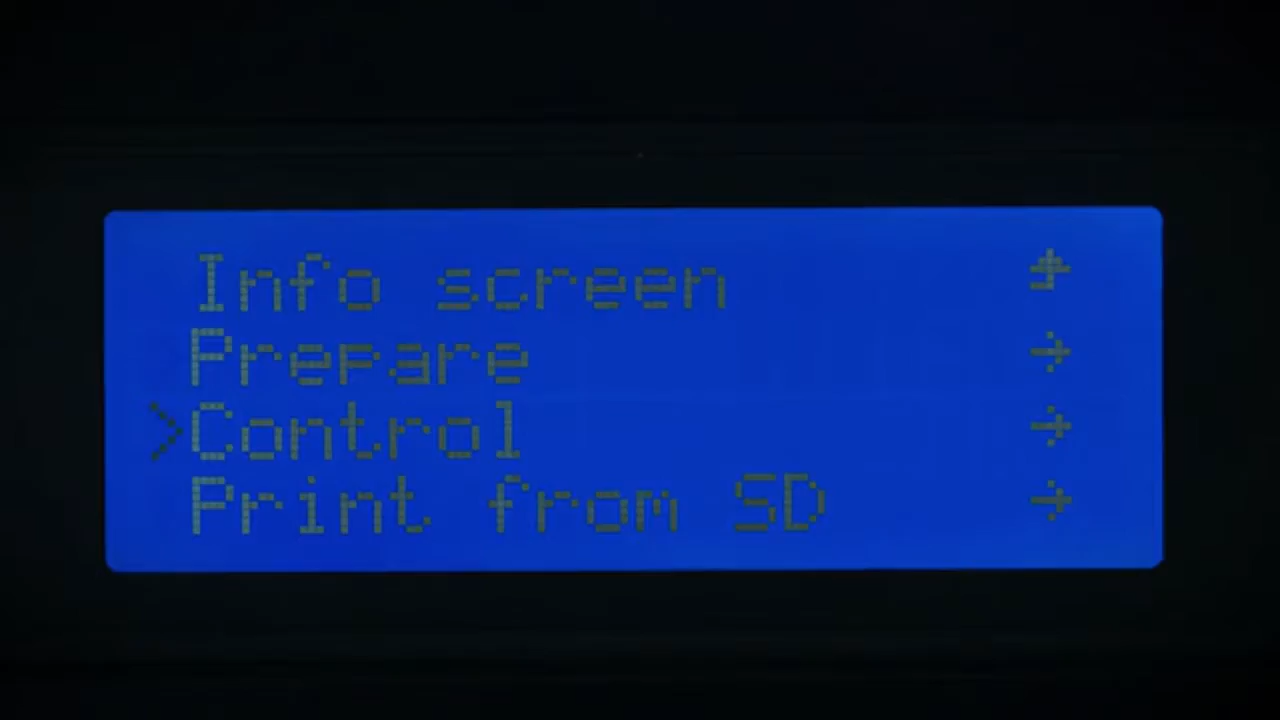 Info screen ↑
Prepare →
>Control →
Print from SD →